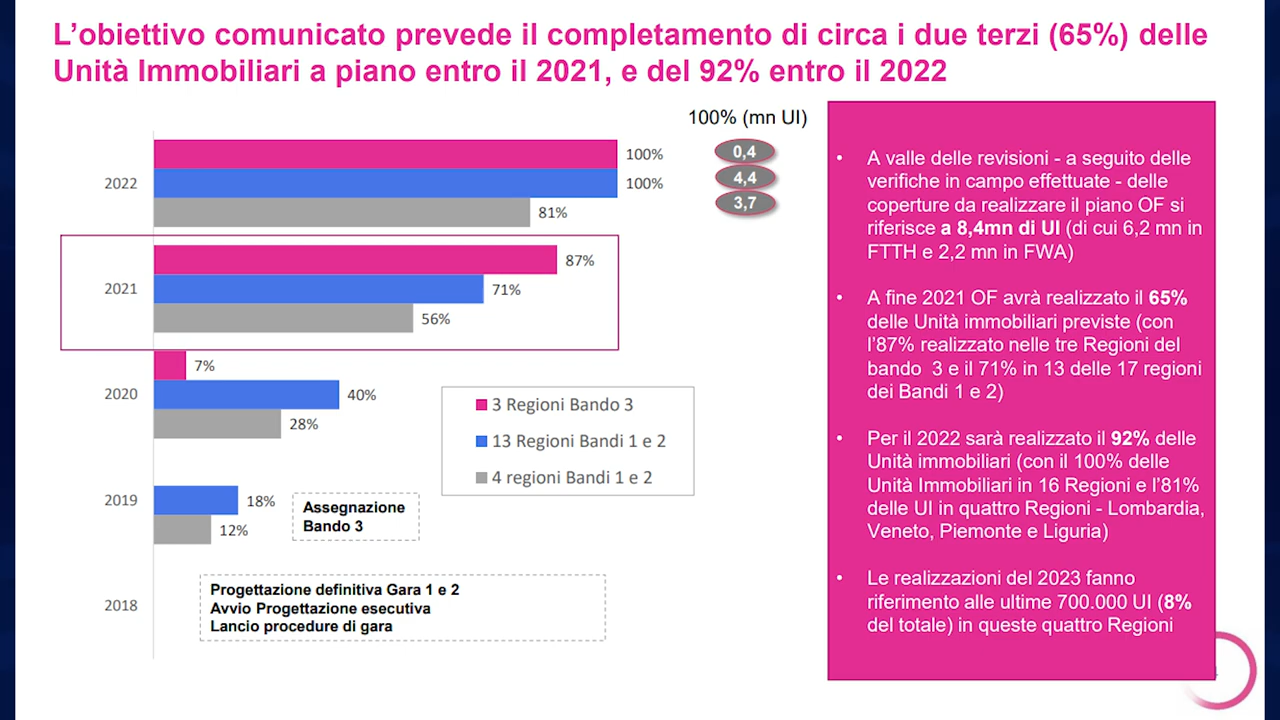 L’obiettivo comunicato prevede il completamento di circa i due terzi (65%) delle
Unità Immobiliari a piano entro il 2021, e del 92% entro il 2022
100% (mn UI)
0,4
4,4
3,7
2022
100%
100%
81%
2021
87%
71%
56%
2020
7%
40%
28%
3 Regioni Bando 3
13 Regioni Bandi 1 e 2
4 regioni Bandi 1 e 2
2019
18%
12%
Assegnazione
Bando 3
2018
Progettazione definitiva Gara 1 e 2
Avvio Progettazione esecutiva
Lancio procedure di gara
• A valle delle revisioni - a seguito delle
verifiche in campo effettuate - delle
coperture da realizzare il piano OF si
riferisce a 8,4mn di UI (di cui 6,2 mn in
FTTH e 2,2 mn in FWA)
• A fine 2021 OF avrà realizzato il 65%
delle Unità immobiliari previste (con
l’87% realizzato nelle tre Regioni del
bando 3 e il 71% in 13 delle 17 regioni
dei Bandi 1 e 2)
• Per il 2022 sarà realizzato il 92% delle
Unità immobiliari (con il 100% delle
Unità Immobiliari in 16 Regioni e l’81%
delle UI in quattro Regioni - Lombardia,
Veneto, Piemonte e Liguria)
• Le realizzazioni del 2023 fanno
riferimento alle ultime 700.000 UI (8%
del totale) in queste quattro Regioni